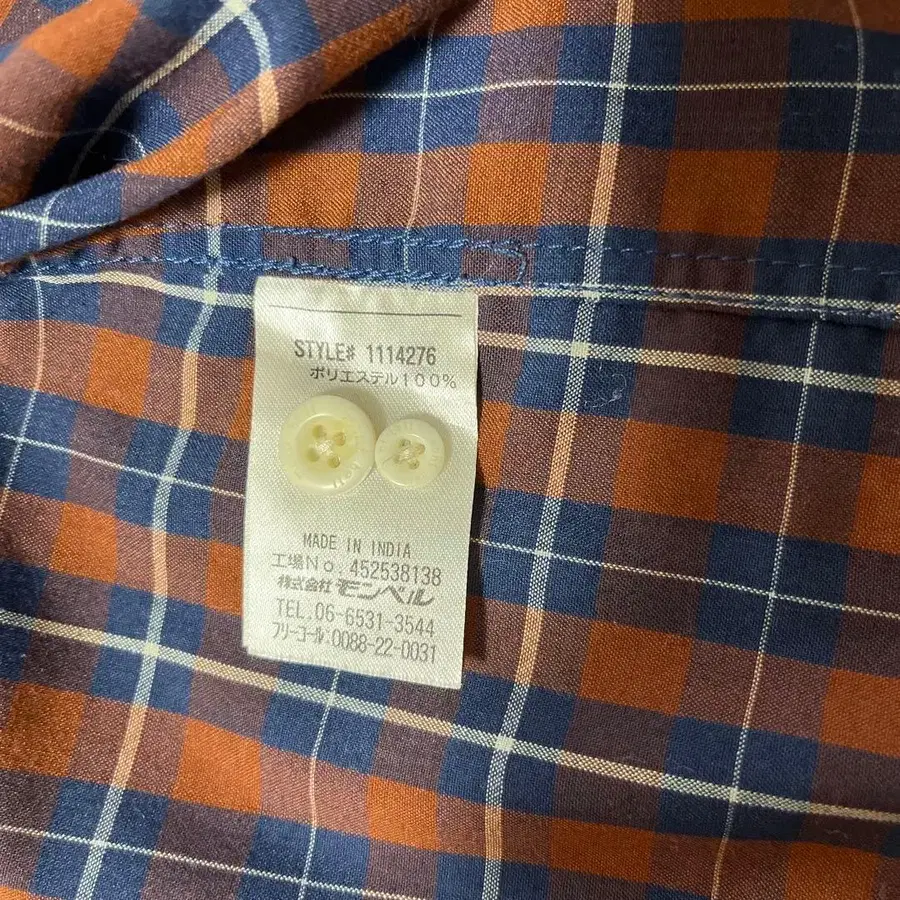 STYLE# 1114276
ポリエステル100%
MADE IN INDIA
工場No.452538138
株式会社 モンベル
TEL.06-6531-3544
フリーコール:0088-22-0031